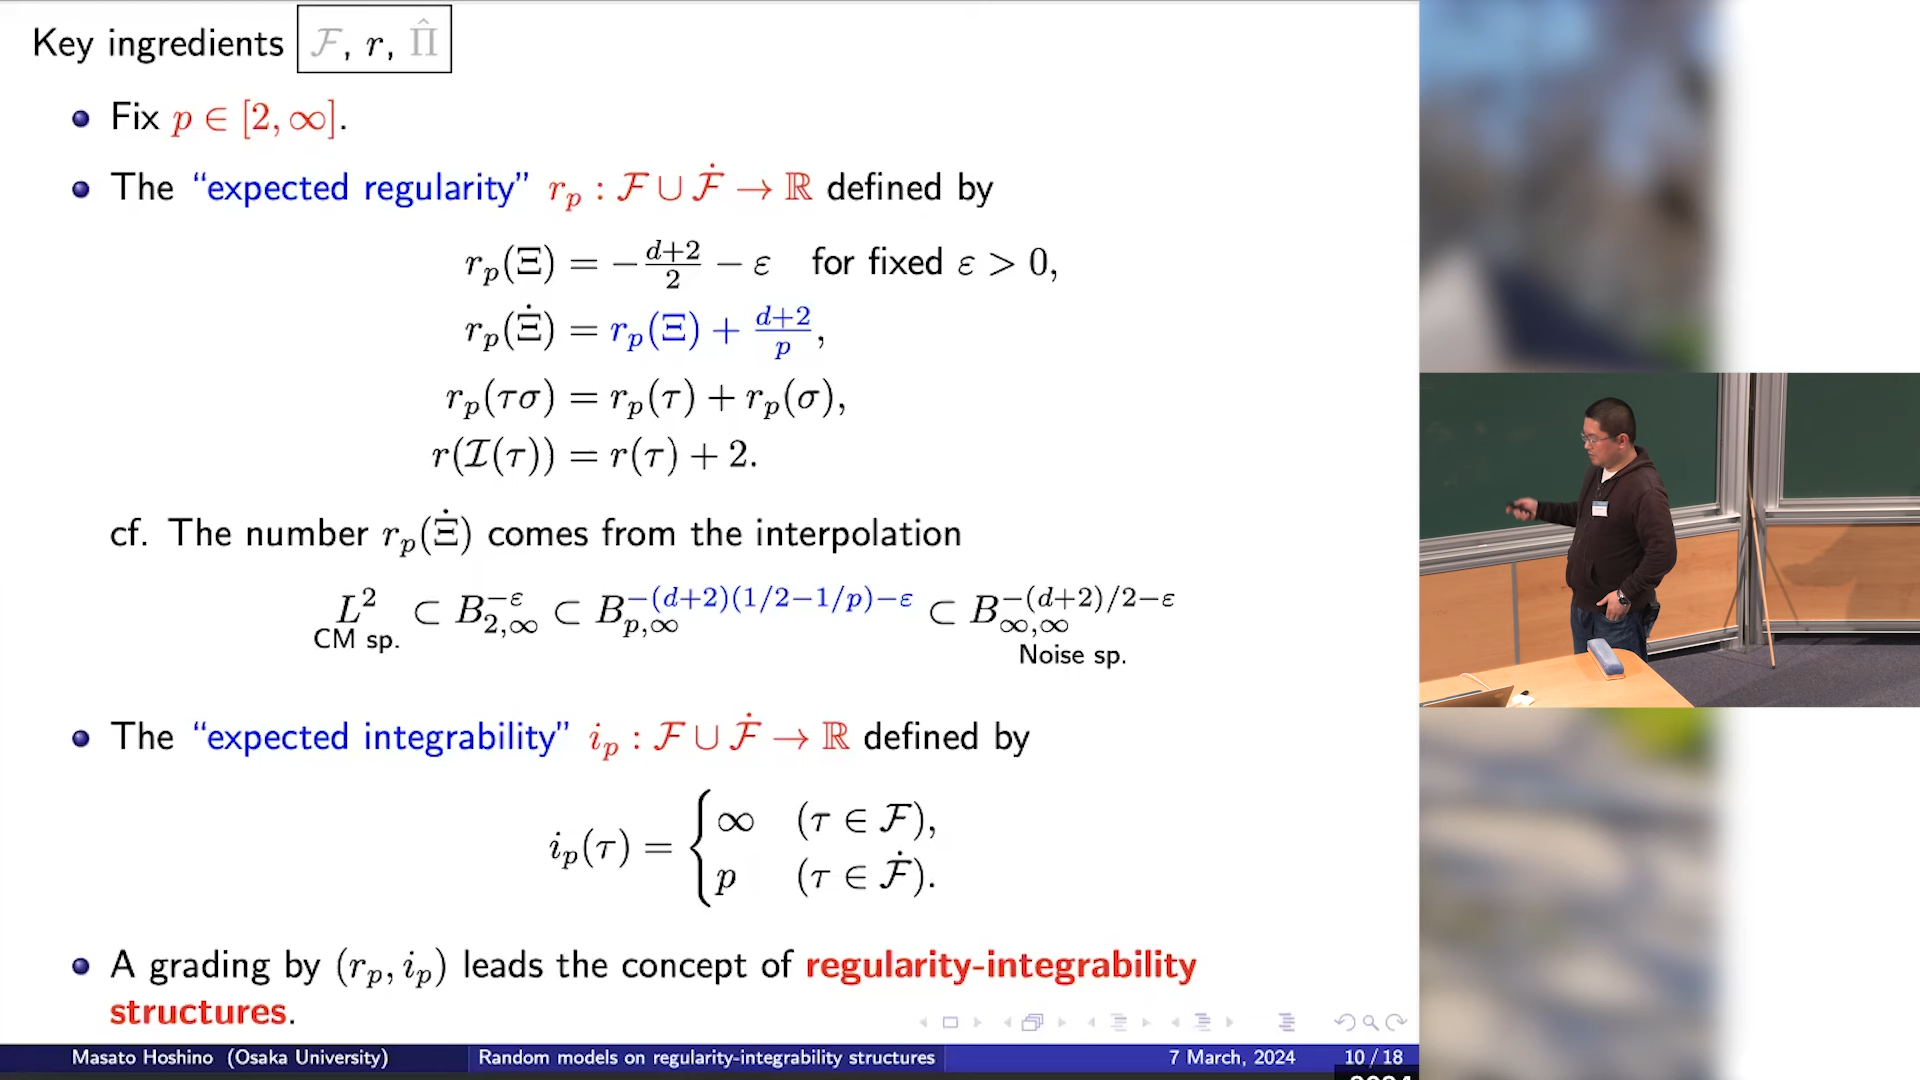 Key ingredients ℱ, r, Π̂
• Fix p ∈ [2, ∞].
• The “expected regularity” r_p : ℱ ∪ ℱ̇ → ℝ defined by
r_p(Ξ) = −(d+2)/2 − ε for fixed ε > 0,
r_p(Ξ̇) = r_p(Ξ) + (d+2)/p,
r_p(τσ) = r_p(τ) + r_p(σ),
r(ℐ(τ)) = r(τ) + 2.
cf. The number r_p(Ξ̇) comes from the interpolation
L² ⊂ B_{2,∞}^{−ε} ⊂ B_{p,∞}^{−(d+2)(1/2−1/p)−ε} ⊂ B_{∞,∞}^{−(d+2)/2−ε}
CM sp. Noise sp.
• The “expected integrability” i_p : ℱ ∪ ℱ̇ → ℝ defined by
i_p(τ) = { ∞ (τ ∈ ℱ),
p (τ ∈ ℱ̇).
• A grading by (r_p, i_p) leads the concept of regularity-integrability
structures.
Masato Hoshino (Osaka University) Random models on regularity-integrability structures 7 March, 2024 10 / 18